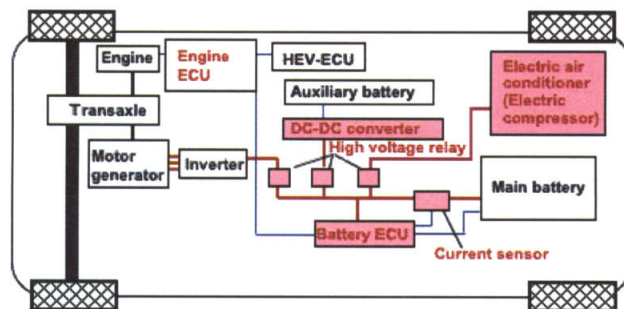 Engine
Engine
ECU
HEV-ECU
Electric air
conditioner
(Electric
compressor)
Auxiliary battery
Transaxle
DC-DC converter
High voltage relay
Motor
generator
Inverter
Main battery
Battery ECU
Current sensor